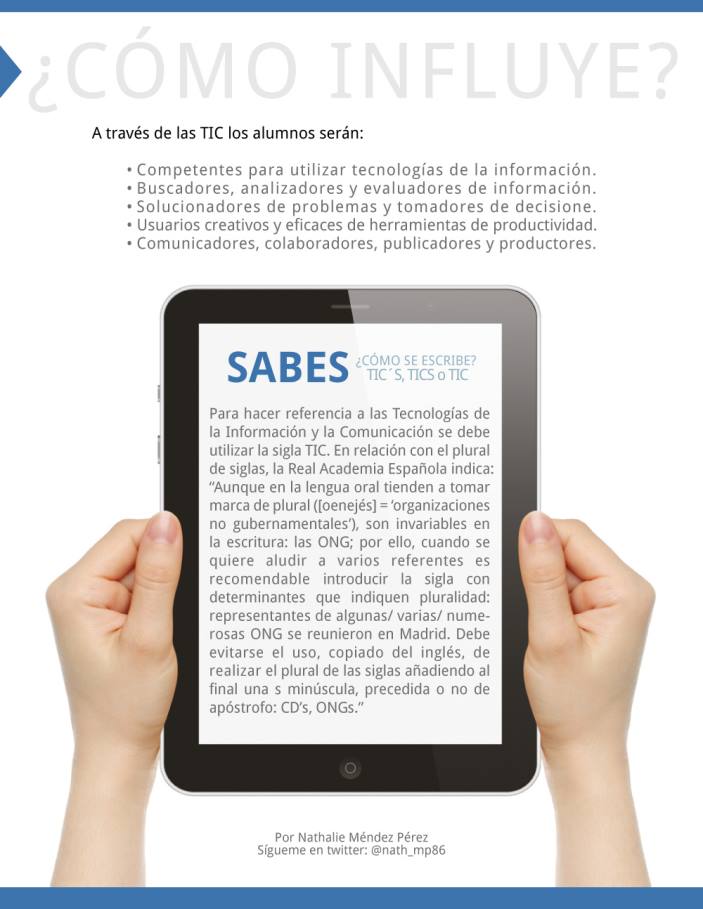 ¿CÓMO INFLUYE?
A través de las TIC los alumnos serán:
• Competentes para utilizar tecnologías de la información.
• Buscadores, analizadores y evaluadores de información.
• Solucionadores de problemas y tomadores de decisione.
• Usuarios creativos y eficaces de herramientas de productividad.
• Comunicadores, colaboradores, publicadores y productores.
SABES ¿CÓMO SE ESCRIBE?
TIC´S, TICS o TIC
Para hacer referencia a las Tecnologías de
la Información y la Comunicación se debe
utilizar la sigla TIC. En relación con el plural
de siglas, la Real Academia Española indica:
“Aunque en la lengua oral tienden a tomar
marca de plural ([oenejés] = ‘organizaciones
no gubernamentales’), son invariables en
la escritura: las ONG; por ello, cuando se
quiere aludir a varios referentes es
recomendable introducir la sigla con
determinantes que indiquen pluralidad:
representantes de algunas/ varias/ nume-
rosas ONG se reunieron en Madrid. Debe
evitarse el uso, copiado del inglés, de
realizar el plural de las siglas añadiendo al
final una s minúscula, precedida o no de
apóstrofo: CD’s, ONGs.”
Por Nathalie Méndez Pérez
Sígueme en twitter: @nath_mp86